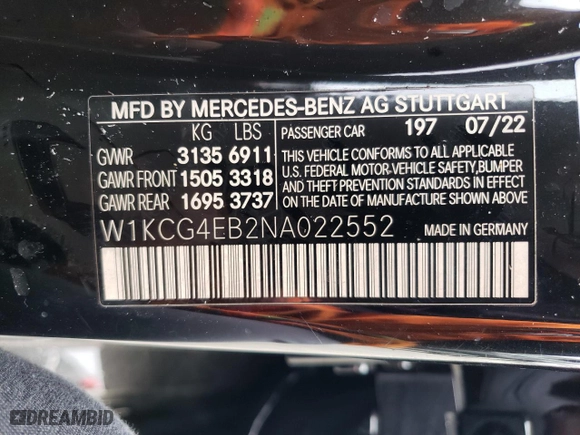 MFD BY MERCEDES-BENZ AG STUTTGART
KG LBS PASSENGER CAR 197 07/22
GVWR 3135 6911 THIS VEHICLE CONFORMS TO ALL APPLICABLE
GAWR FRONT 1505 3318 U.S. FEDERAL MOTOR-VEHICLE SAFETY,BUMPER
AND THEFT PREVENTION STANDARDS IN EFFECT
GAWR REAR 1695 3737 ON THE DATE OF MANUFACTURE SHOWN ABOVE.
W1KCG4EB2NA022552 MADE IN GERMANY
DREAMBID